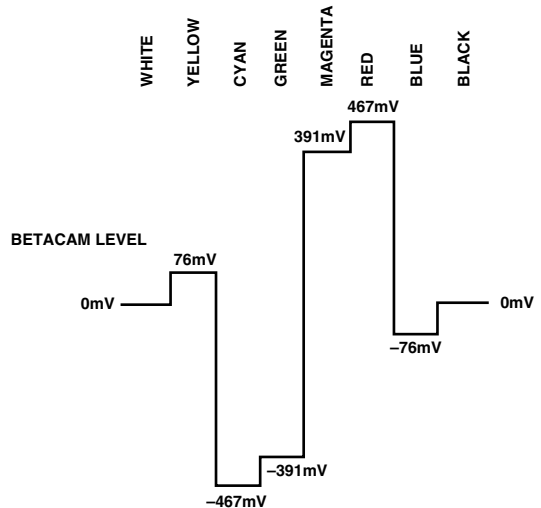 WHITE
YELLOW
CYAN
GREEN
MAGENTA
RED
BLUE
BLACK
467mV
391mV
BETACAM LEVEL
76mV
0mV
0mV
–76mV
–391mV
–467mV